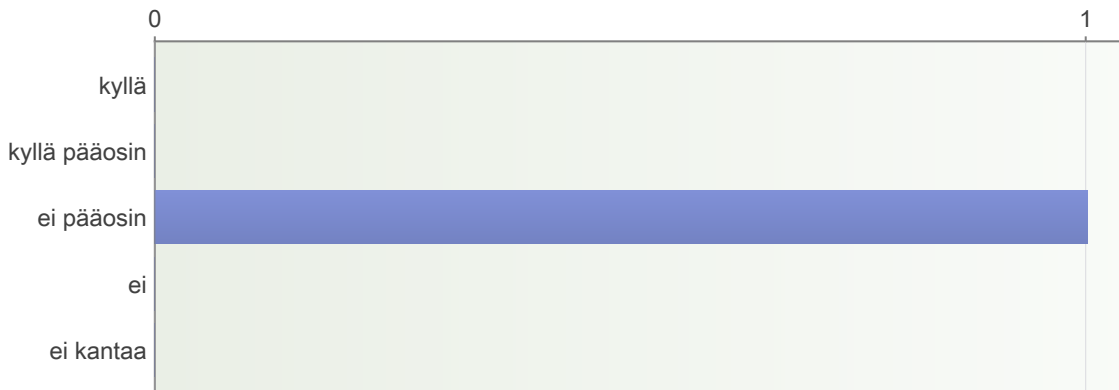 0 1
kyllä
kyllä pääosin
ei pääosin
ei
ei kantaa